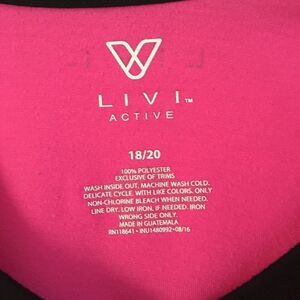 LIVI™
ACTIVE
18/20
100% POLYESTER
EXCLUSIVE OF TRIMS
WASH INSIDE OUT, MACHINE WASH COLD.
DELICATE CYCLE. WITH LIKE COLORS. ONLY
NON-CHLORINE BLEACH WHEN NEEDED.
LINE DRY. LOW IRON, IF NEEDED. IRON
WRONG SIDE ONLY.
MADE IN GUATEMALA
RN118641 • INU1480992 • 08/16